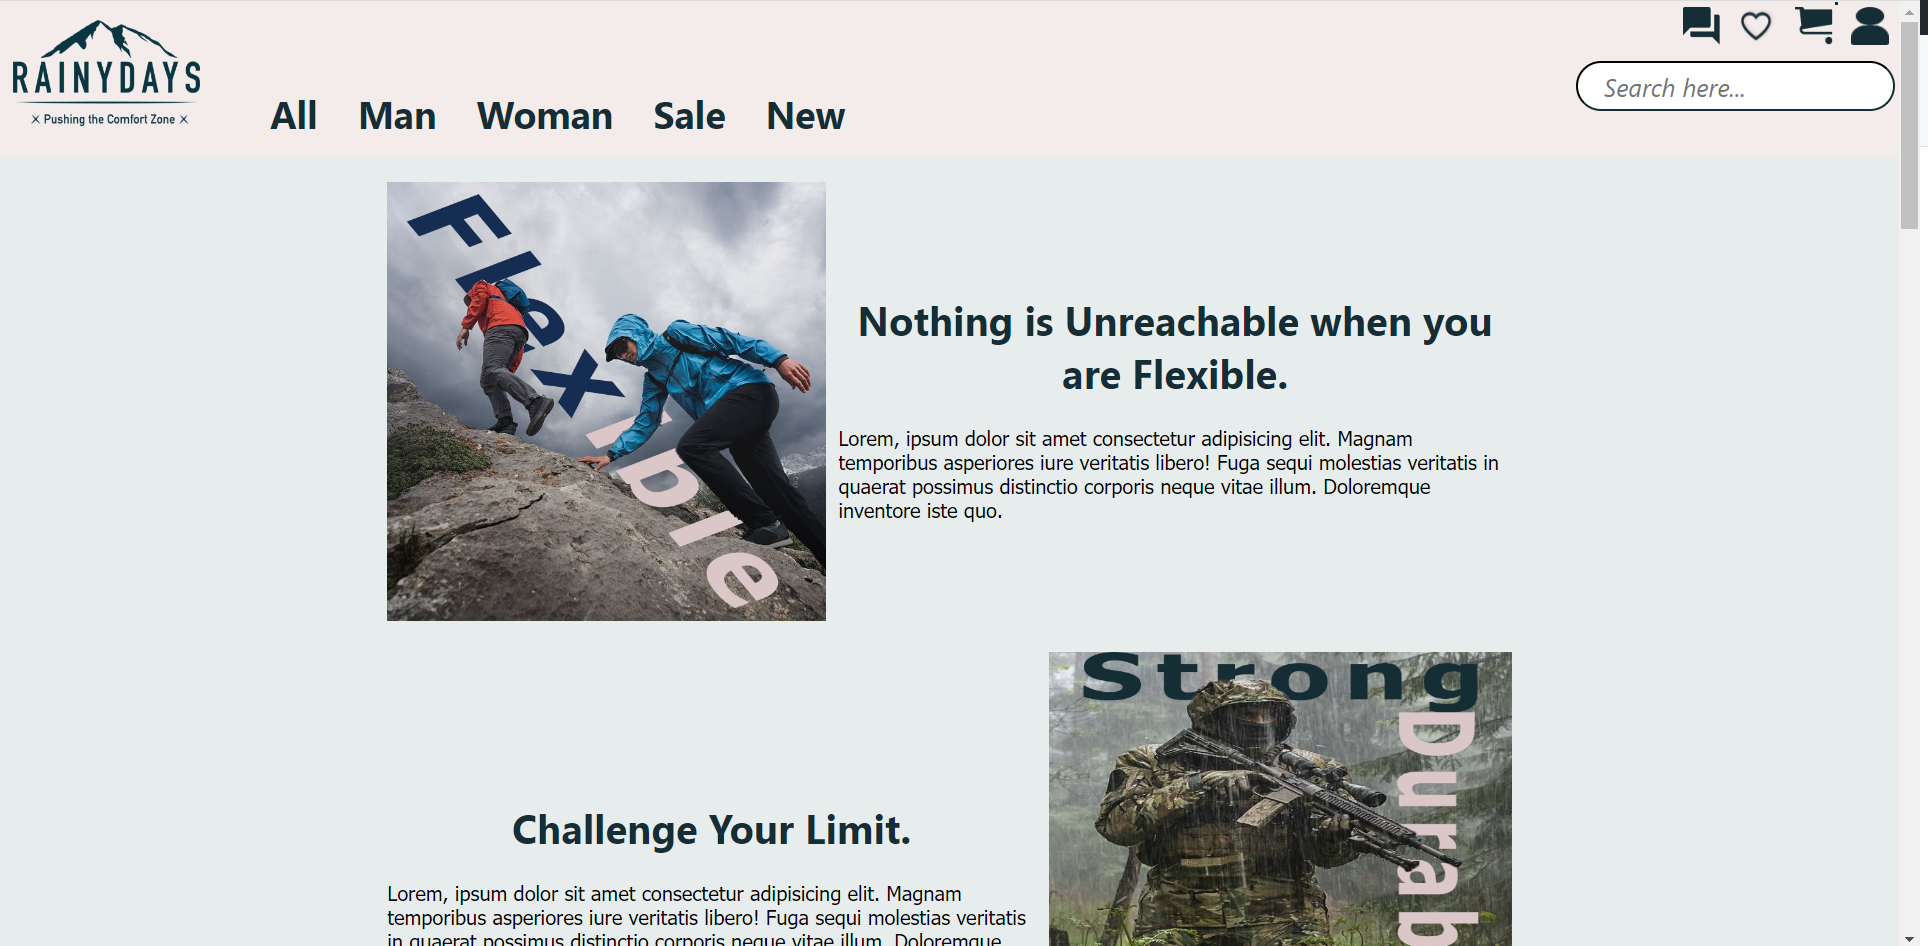 RAINYDAYS
× Pushing the Comfort Zone ×
All Man Woman Sale New
Search here...
Flexible
Nothing is Unreachable when you
are Flexible.
Lorem, ipsum dolor sit amet consectetur adipisicing elit. Magnam
temporibus asperiores iure veritatis libero! Fuga sequi molestias veritatis in
quaerat possimus distinctio corporis neque vitae illum. Doloremque
inventore iste quo.
Strong
Durab
Challenge Your Limit.
Lorem, ipsum dolor sit amet consectetur adipisicing elit. Magnam
temporibus asperiores iure veritatis libero! Fuga sequi molestias veritatis
in quaerat possimus distinctio corporis neque vitae illum. Doloremque